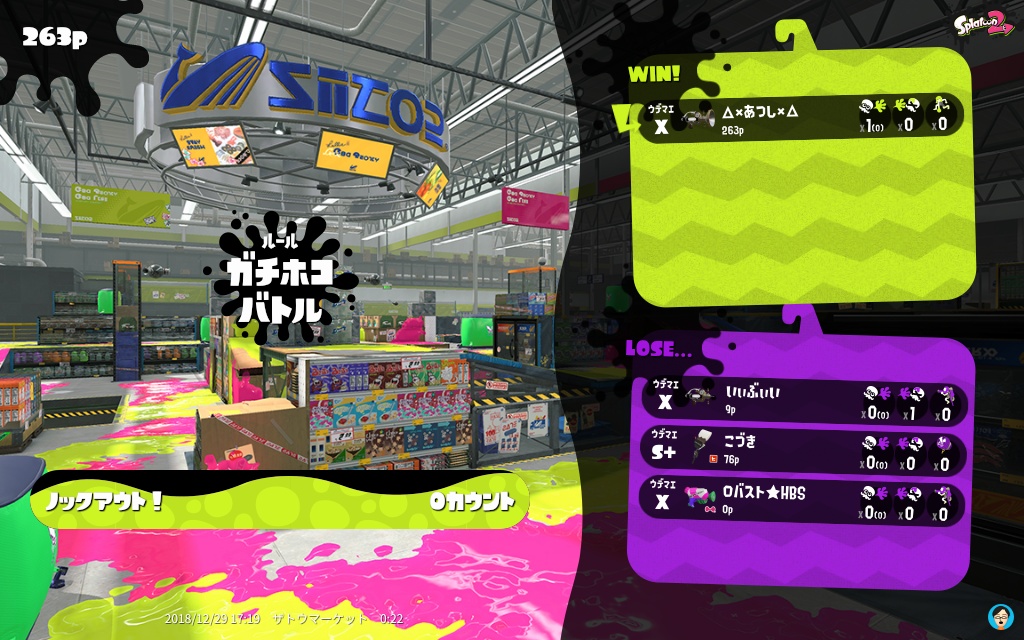 263p
Splatoon 2
SiiZO2
WIN!
ウデマエ
X
△×あつし×△
263p
x1(0) x0 x0
ルール
ガチホコ
バトル
LOSE...
ウデマエ
X
いいぶいい
9p
x0(0) x1 x0
ウデマエ
S+
こづき
76p
x0(0) x0 x0
ウデマエ
X
ロバスト★HBS
0p
x0(0) x0 x0
ノックアウト!
0カウント
2018/12/29 17:19 ザトウマーケット 0:22